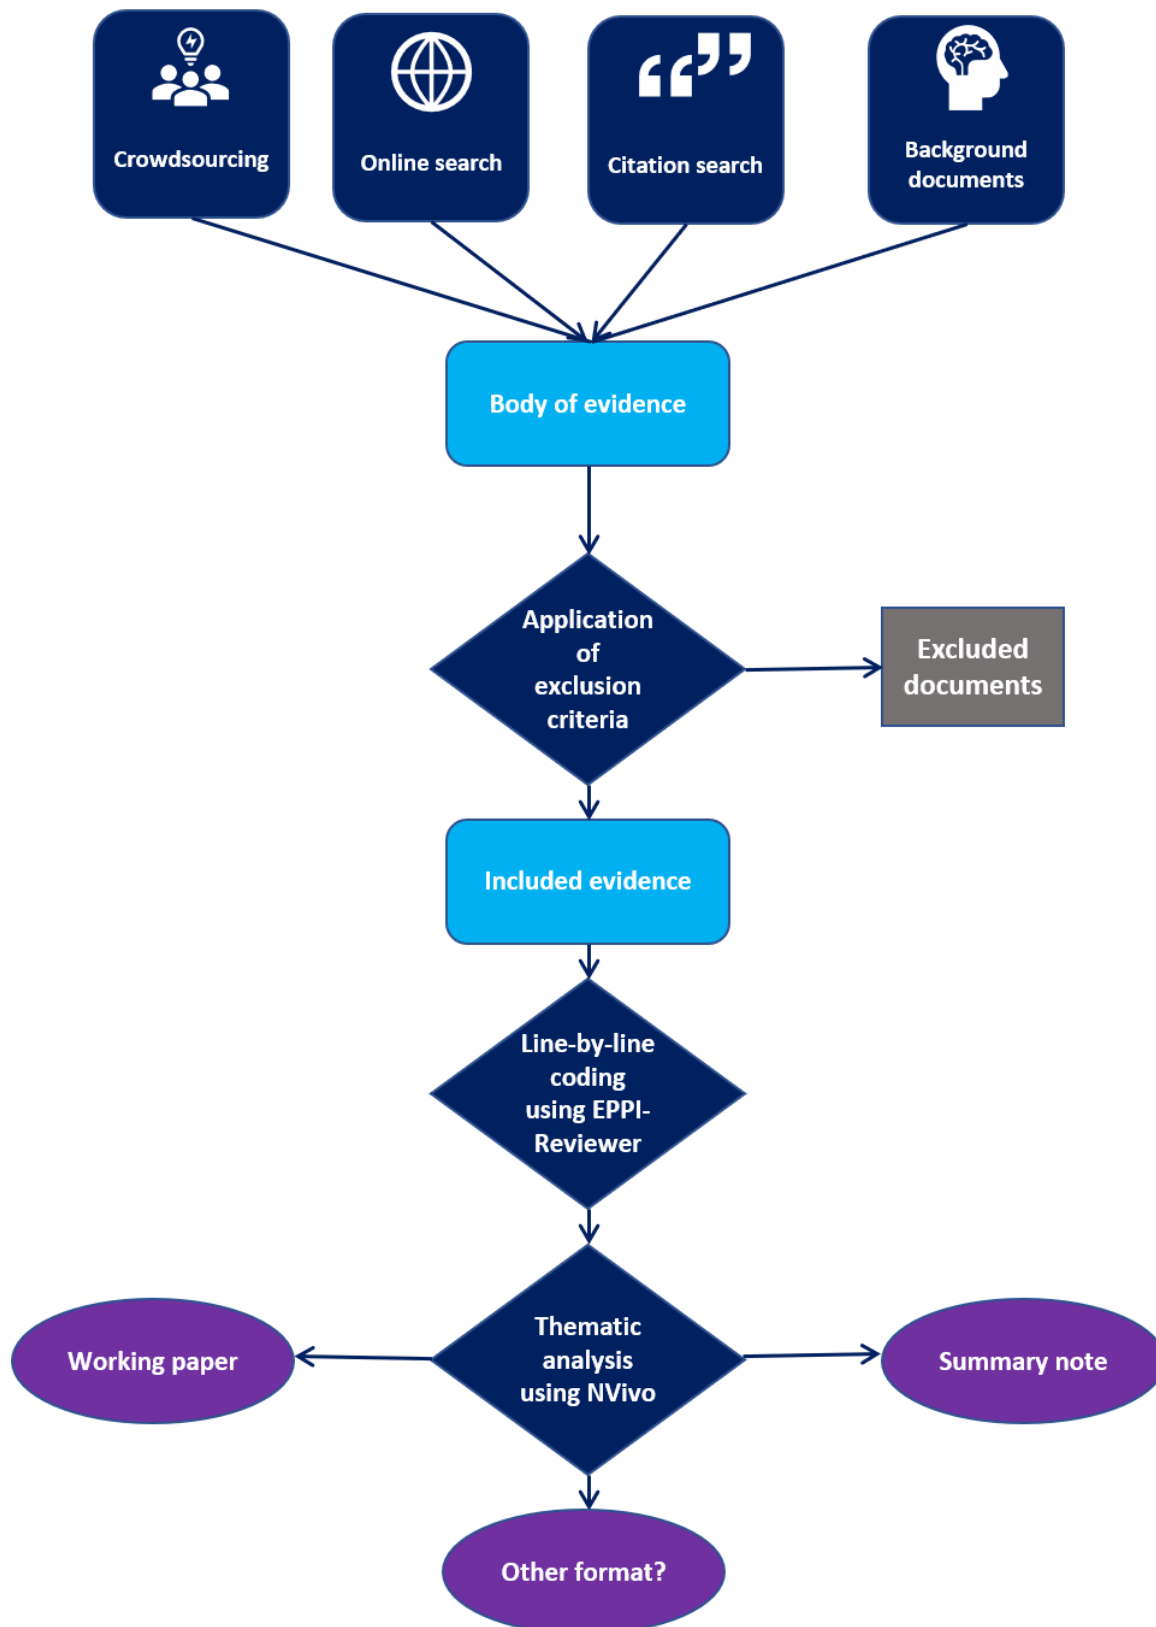 Crowdsourcing
Online search
Citation search
Background
documents
Body of evidence
Application
of
exclusion
criteria
Excluded
documents
Included evidence
Line-by-line
coding
using EPPI-
Reviewer
Thematic
analysis
using NVivo
Working paper
Summary note
Other format?